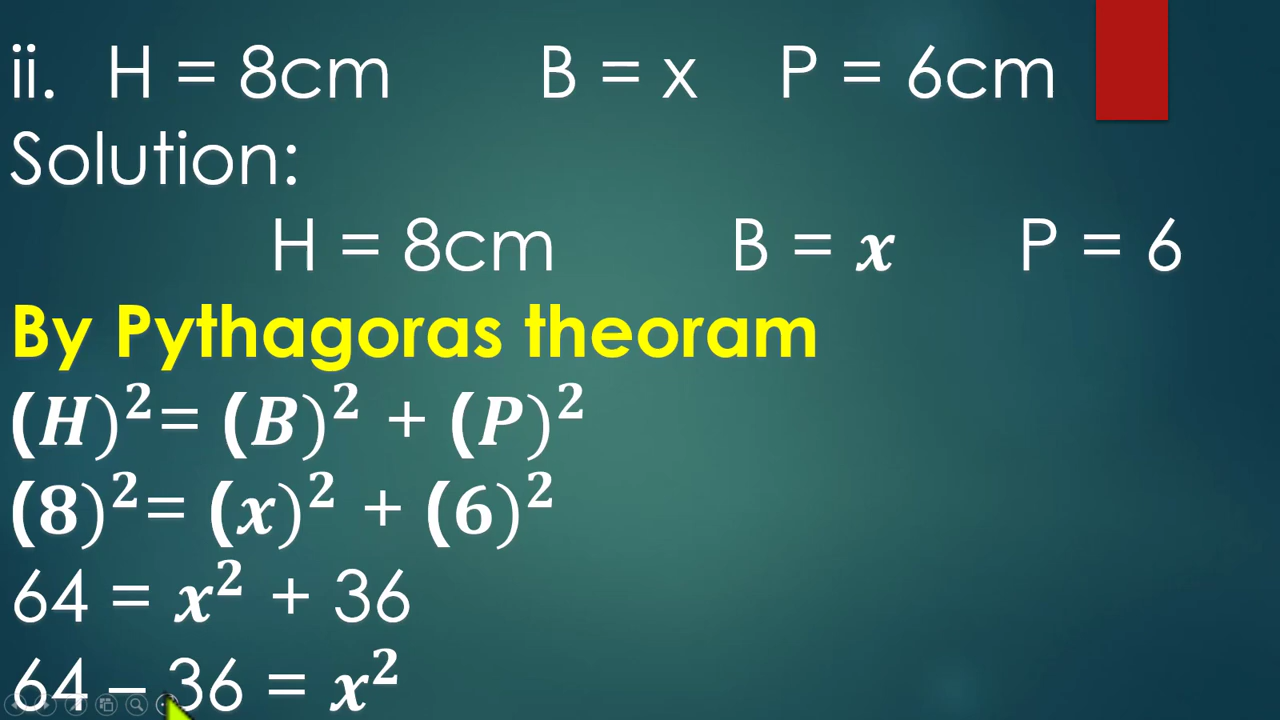 ii. H = 8cm B = x P = 6cm
Solution:
H = 8cm B = x P = 6
By Pythagoras theoram
(H)² = (B)² + (P)²
(8)² = (x)² + (6)²
64 = x² + 36
64 – 36 = x²